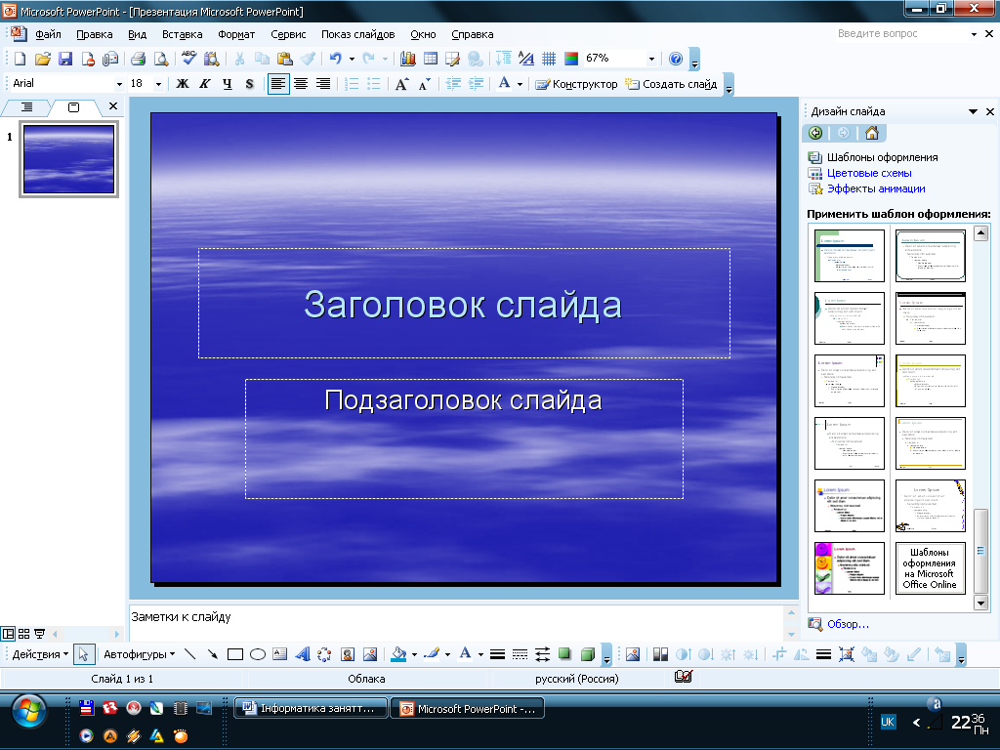 Microsoft PowerPoint - [Презентация Microsoft PowerPoint]
Файл Правка Вид Вставка Формат Сервис Показ слайдов Окно Справка Введите вопрос
67%
Arial 18 Ж К Ч S Конструктор Создать слайд
1
Заголовок слайда
Подзаголовок слайда
Заметки к слайду
Дизайн слайда
Шаблоны оформления
Цветовые схемы
Эффекты анимации
Применить шаблон оформления:
Шаблоны
оформления
на Microsoft
Office Online
Обзор...
Действия Автофигуры
Слайд 1 из 1 Облака русский (Россия)
Інформатика занятт... Microsoft PowerPoint -... UK 22 36
Пн